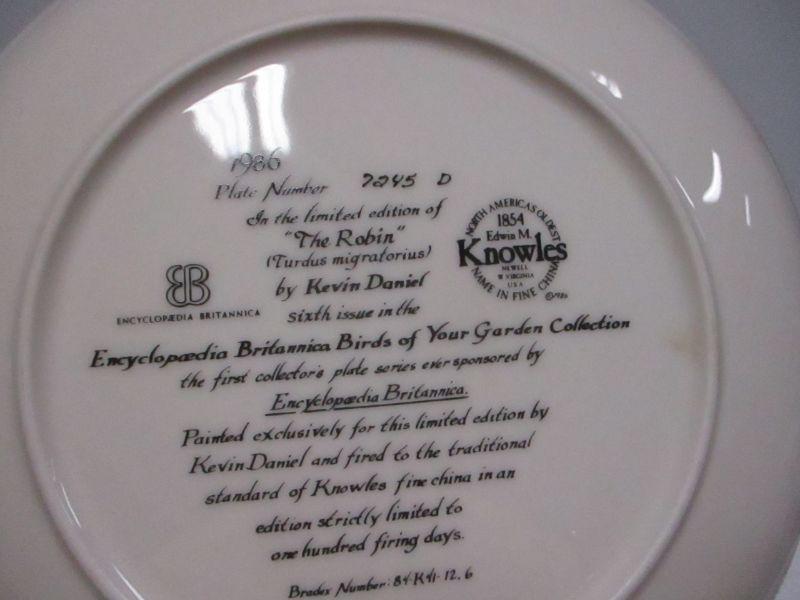 1986
Plate Number 7245 D
In the limited edition of
"The Robin"
(Turdus migratorius)
by Kevin Daniel
sixth issue in the
ENCYCLOPÆDIA BRITANNICA
NORTH AMERICA'S OLDEST
1854
Edwin M.
Knowles
NEWELL
W VIRGINIA
U.S.A
NAME IN FINE CHINA
©1986
Encyclopædia Britannica Birds of Your Garden Collection
the first collector's plate series ever sponsored by
Encyclopædia Britannica.
Painted exclusively for this limited edition by
Kevin Daniel and fired to the traditional
standard of Knowles fine china in an
edition strictly limited to
one hundred firing days.
Bradex Number: 84-K41-12.6